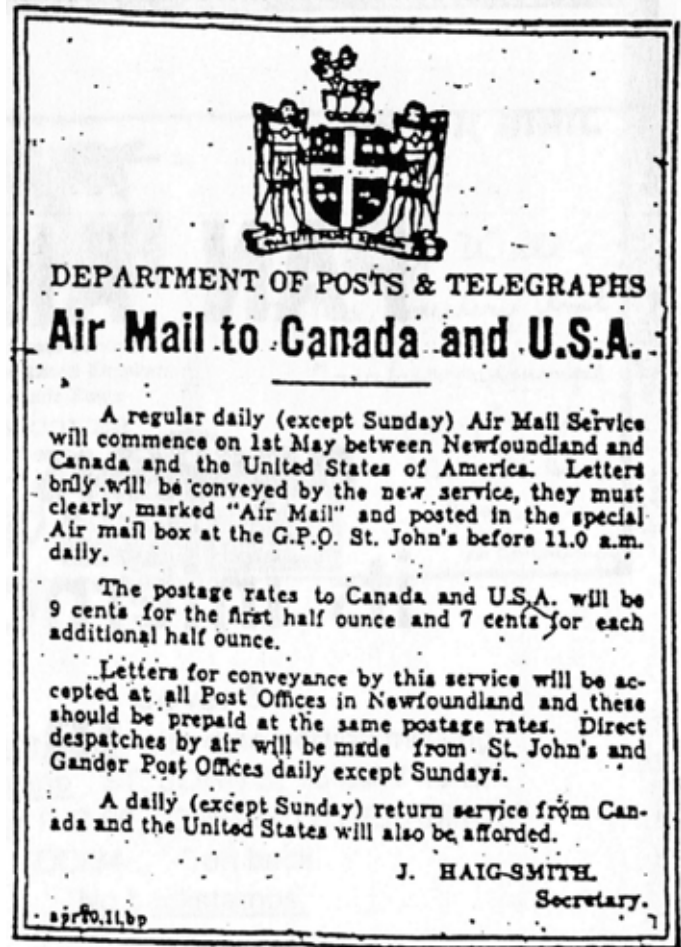 DEPARTMENT OF POSTS & TELEGRAPHS
Air Mail to Canada and U.S.A.
A regular daily (except Sunday) Air Mail Service
will commence on 1st May between Newfoundland and
Canada and the United States of America. Letters
only will be conveyed by the new service, they must
clearly marked "Air Mail" and posted in the special
Air mail box at the G.P.O. St. John's before 11.0 a.m.
daily.
The postage rates to Canada and U.S.A. will be
9 cents for the first half ounce and 7 cents for each
additional half ounce.
Letters for conveyance by this service will be ac-
cepted at all Post Offices in Newfoundland and these
should be prepaid at the same postage rates. Direct
despatches by air will be made from St. John's and
Gander Post Offices daily except Sundays.
A daily (except Sunday) return service from Can-
ada and the United States will also be afforded.
J. HAIG-SMITH.
Secretary.
apr10,11,bp